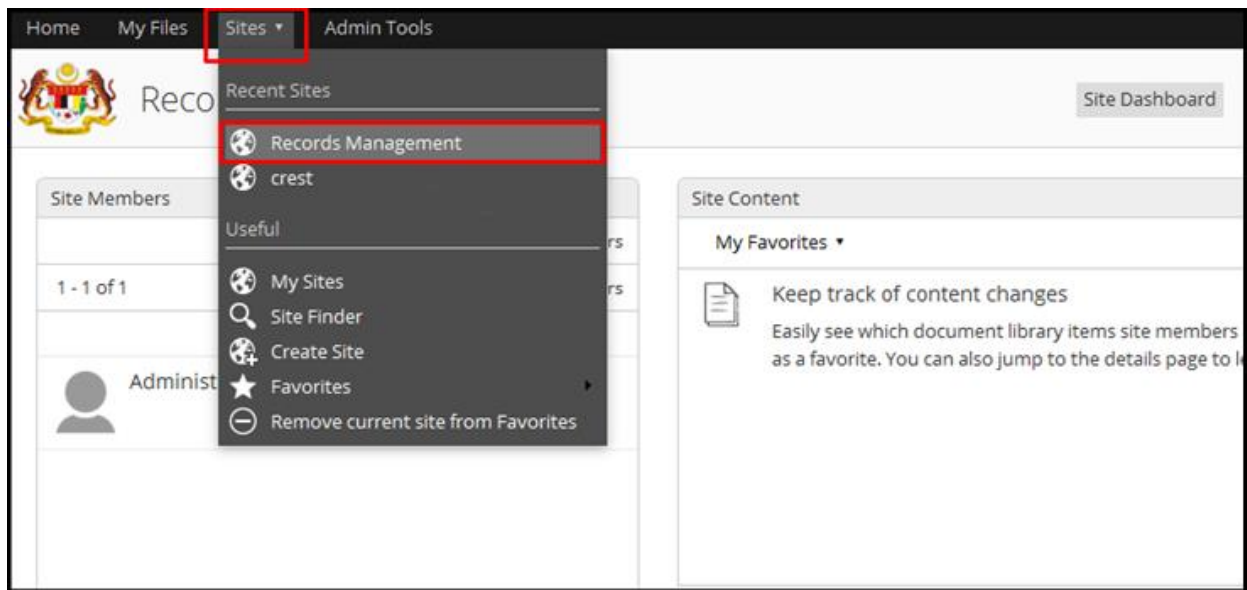 Home My Files Sites Admin Tools
Reco
Site Dashboard
Recent Sites
Records Management
crest
Useful
My Sites
Site Finder
Create Site
Favorites
Remove current site from Favorites
Site Members
rs
1 - 1 of 1
rs
Administ
Site Content
My Favorites
Keep track of content changes
Easily see which document library items site members
as a favorite. You can also jump to the details page to l